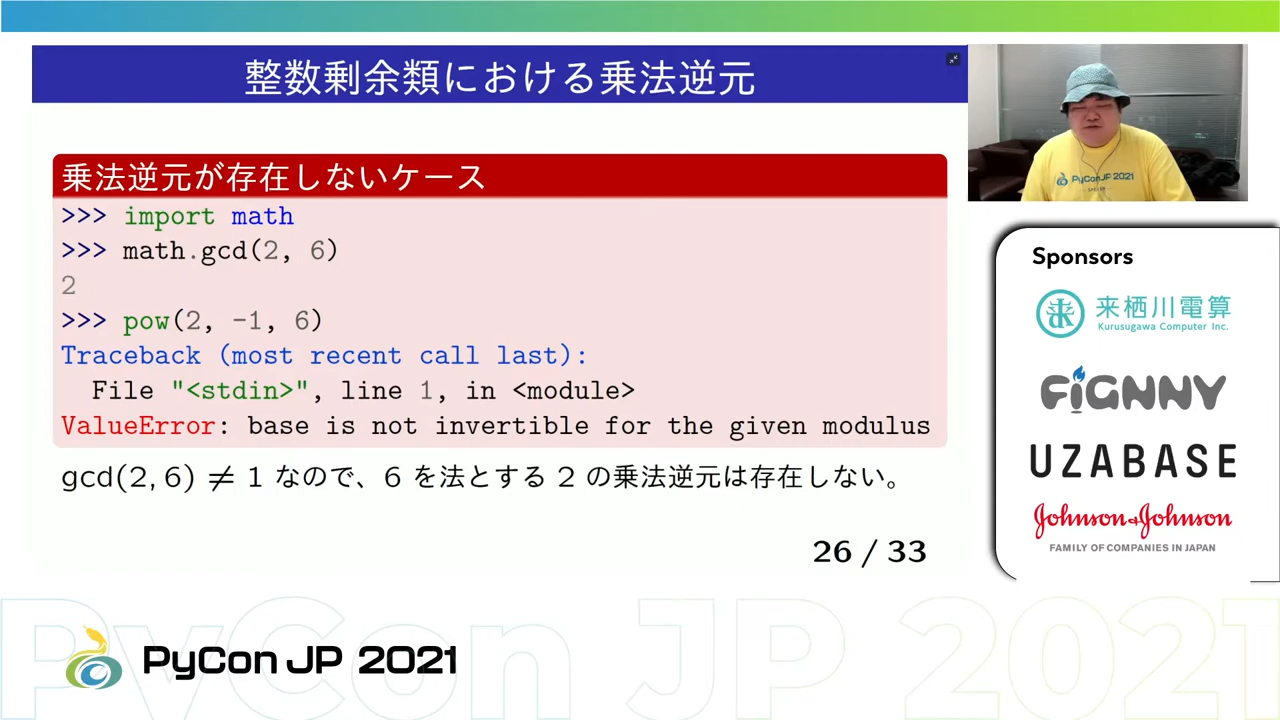 整数剰余類における乗法逆元
乗法逆元が存在しないケース
>>> import math
>>> math.gcd(2, 6)
2
>>> pow(2, -1, 6)
Traceback (most recent call last):
File "<stdin>", line 1, in <module>
ValueError: base is not invertible for the given modulus
gcd(2, 6) ≠ 1 なので、6 を法とする 2 の乗法逆元は存在しない。
26 / 33
PyCon JP 2021
Sponsors
来栖川電算
Kurusugawa Computer Inc.
FiGNNY
UZABASE
Johnson&Johnson
FAMILY OF COMPANIES IN JAPAN
PyCon JP 2021
PyCon JP 2021